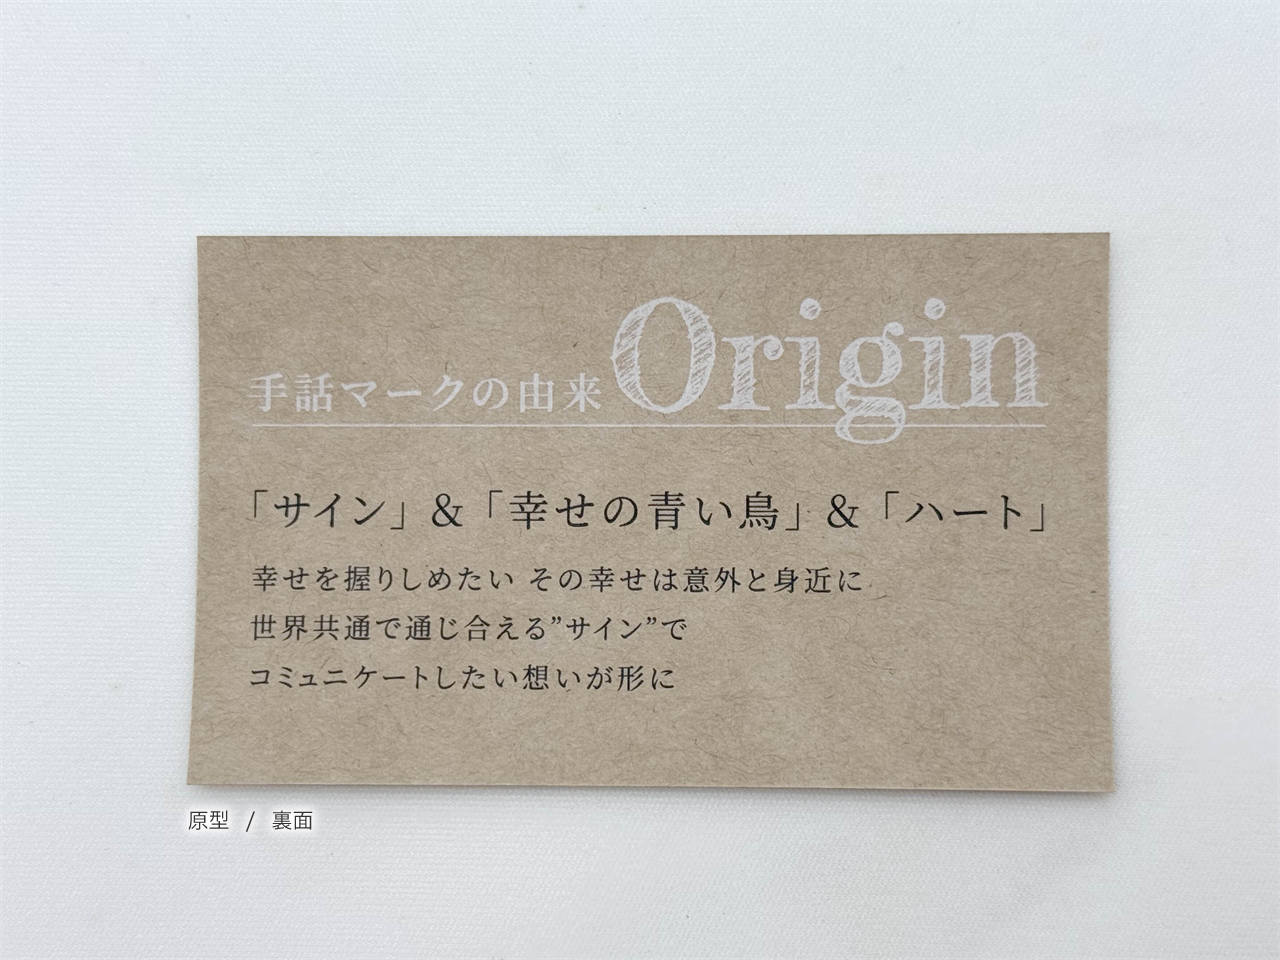 手話マークの由来 Origin
「サイン」&「幸せの青い鳥」&「ハート」
幸せを握りしめたい その幸せは意外と身近に
世界共通で通じ合える”サイン”で
コミュニケートしたい想いが形に
原型 / 裏面